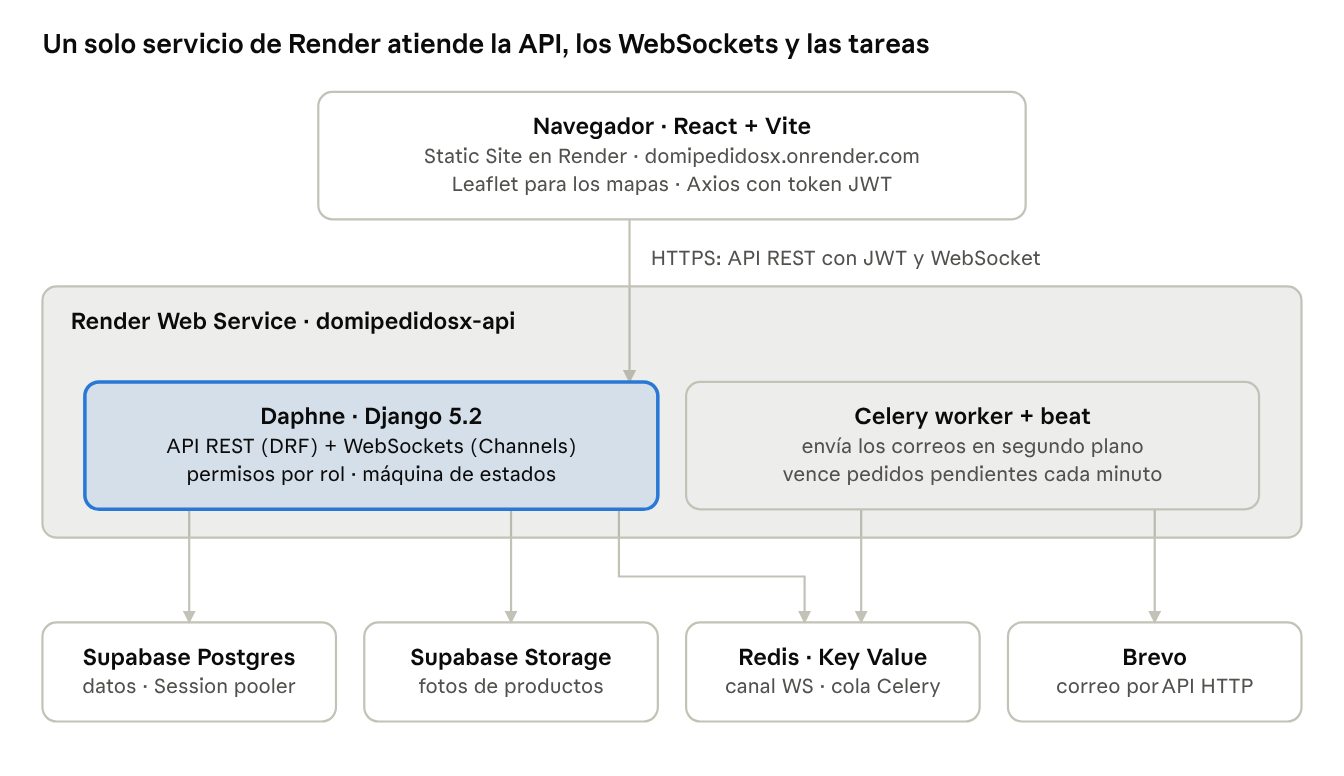 Un solo servicio de Render atiende la API, los WebSockets y las tareas
Navegador · React + Vite
Static Site en Render · domipedidosx.onrender.com
Leaflet para los mapas · Axios con token JWT
HTTPS: API REST con JWT y WebSocket
Render Web Service · domipedidosx-api
Daphne · Django 5.2
API REST (DRF) + WebSockets (Channels)
permisos por rol · máquina de estados
Celery worker + beat
envía los correos en segundo plano
vence pedidos pendientes cada minuto
Supabase Postgres
datos · Session pooler
Supabase Storage
fotos de productos
Redis · Key Value
canal WS · cola Celery
Brevo
correo por API HTTP